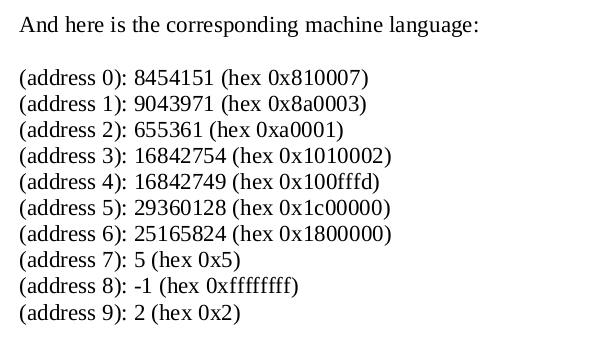 And here is the corresponding machine language:
(address 0): 8454151 (hex 0x810007)
(address 1): 9043971 (hex 0x8a0003)
(address 2): 655361 (hex 0xa0001)
(address 3): 16842754 (hex 0x1010002)
(address 4): 16842749 (hex 0x100fffd)
(address 5): 29360128 (hex 0x1c00000)
(address 6): 25165824 (hex 0x1800000)
(address 7): 5 (hex 0x5)
(address 8): -1 (hex 0xffffffff)
(address 9): 2 (hex 0x2)